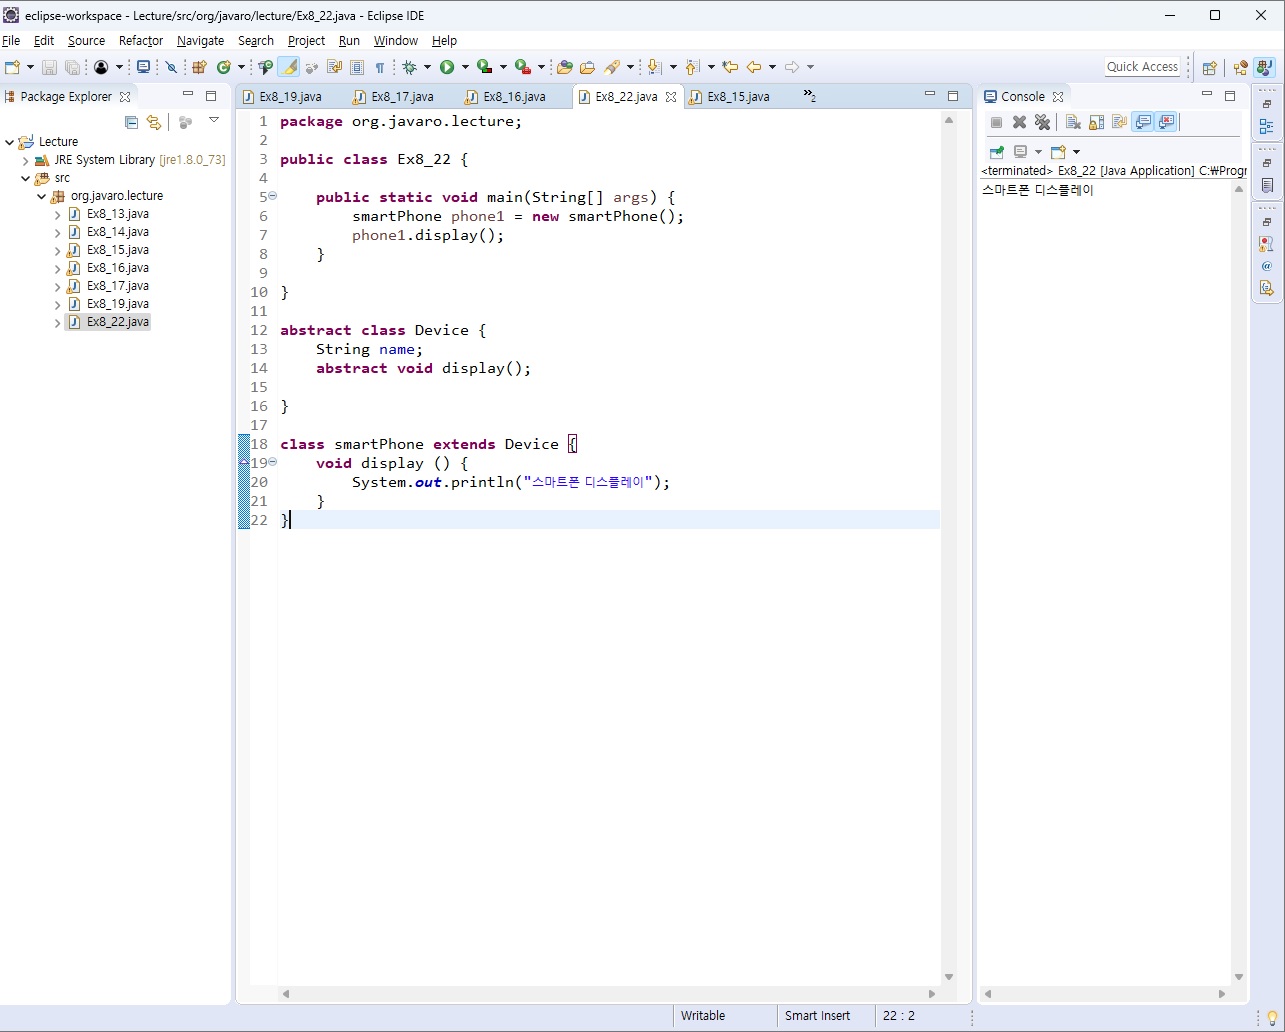 eclipse-workspace - Lecture/src/org/javaro/lecture/Ex8_22.java - Eclipse IDE
File Edit Source Refactor Navigate Search Project Run Window Help
Quick Access
Package Explorer
Lecture
JRE System Library [jre1.8.0_73]
src
org.javaro.lecture
Ex8_13.java
Ex8_14.java
Ex8_15.java
Ex8_16.java
Ex8_17.java
Ex8_19.java
Ex8_22.java
Ex8_19.java Ex8_17.java Ex8_16.java Ex8_22.java Ex8_15.java »2
1 package org.javaro.lecture;
2
3 public class Ex8_22 {
4
5     public static void main(String[] args) {
6         smartPhone phone1 = new smartPhone();
7         phone1.display();
8     }
9
10 }
11
12 abstract class Device {
13     String name;
14     abstract void display();
15
16 }
17
18 class smartPhone extends Device {
19     void display () {
20         System.out.println("스마트폰 디스플레이");
21     }
22 }
Console
<terminated> Ex8_22 [Java Application] C:₩Progr
스마트폰 디스플레이
Writable Smart Insert 22 : 2